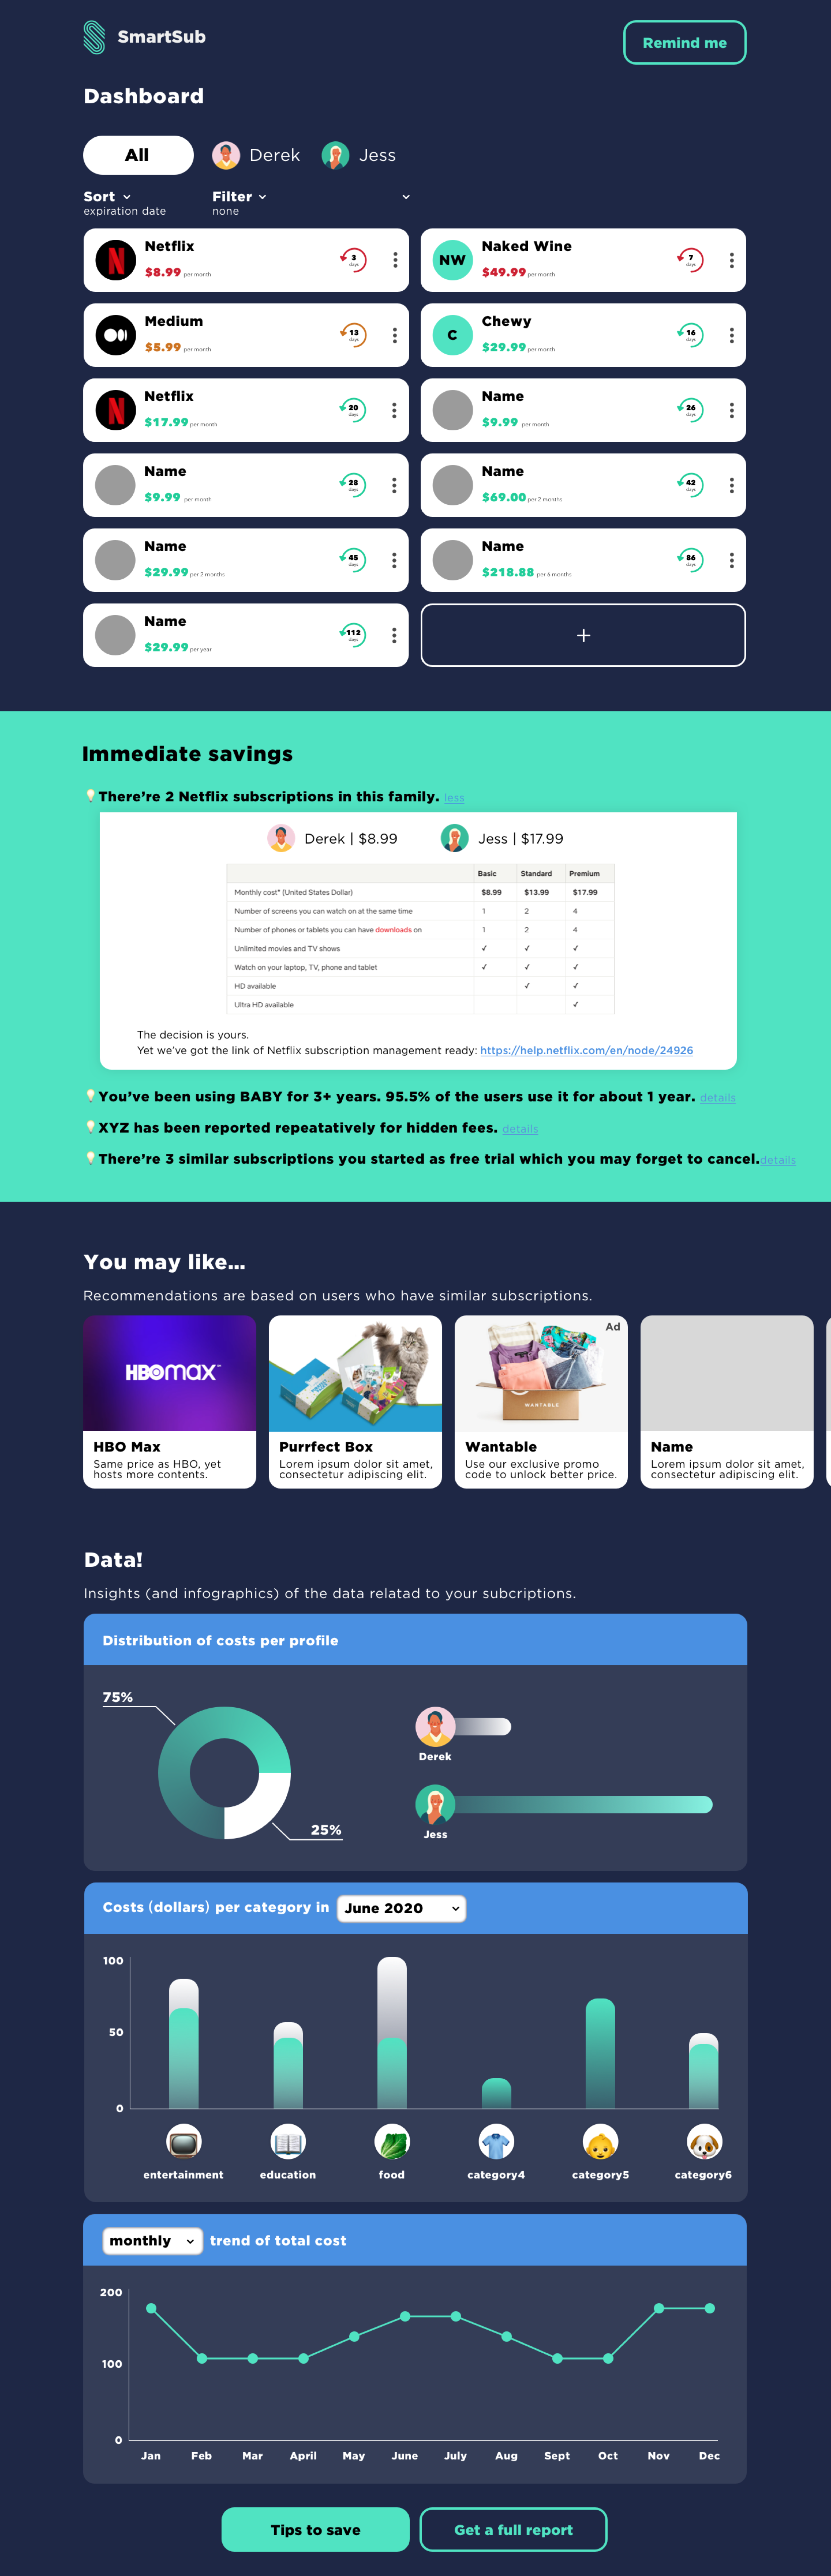 SmartSub
Remind me
Dashboard
All
Derek
Jess
Sort
Filter
expiration date
none
Netflix
$8.99 per month
3
days
Naked Wine
NW
$49.99 per month
7
days
Medium
$5.99 per month
13
days
Chewy
C
$29.99 per month
16
days
Netflix
N
$17.99 per month
20
days
Name
$9.99 per month
26
days
Name
$9.99 per month
28
days
Name
$69.00 per 2 months
42
days
Name
$29.99 per 2 months
45
days
Name
$218.88 per 6 months
86
days
Name
$29.99 per year
112
days
+
Immediate savings
There're 2 Netflix subscriptions in this family. less
Derek | $8.99
Jess | $17.99
Basic Standard Premium
Monthly cost* (United States Dollar) $8.99 $13.99 $17.99
Number of screens you can watch on at the same time 1 2 4
Number of phones or tablets you can have downloads on 1 2 4
Unlimited movies and TV shows ✓ ✓ ✓
Watch on your laptop, TV, phone and tablet ✓ ✓ ✓
HD available ✓ ✓
Ultra HD available ✓
The decision is yours.
Yet we've got the link of Netflix subscription management ready: https://help.netflix.com/en/node/24926
You've been using BABY for 3+ years. 95.5% of the users use it for about 1 year. details
XYZ has been reported repeatatively for hidden fees. details
There're 3 similar subscriptions you started as free trial which you may forget to cancel. details
You may like...
Recommendations are based on users who have similar subscriptions.
HBOmax
HBO Max
Same price as HBO, yet
hosts more contents.
Purrfect Box
Lorem ipsum dolor sit amet,
consectetur adipiscing elit.
Ad
WANTABLE
Wantable
Use our exclusive promo
code to unlock better price.
Name
Lorem ipsum dolor sit amet,
consectetur adipiscing elit.
Data!
Insights (and infographics) of the data relatad to your subcriptions.
Distribution of costs per profile
75%
25%
Derek
Jess
Costs (dollars) per category in June 2020
100
50
0
entertainment education food category4 category5 category6
monthly trend of total cost
200
100
0
Jan Feb Mar April May June July Aug Sept Oct Nov Dec
Tips to save
Get a full report